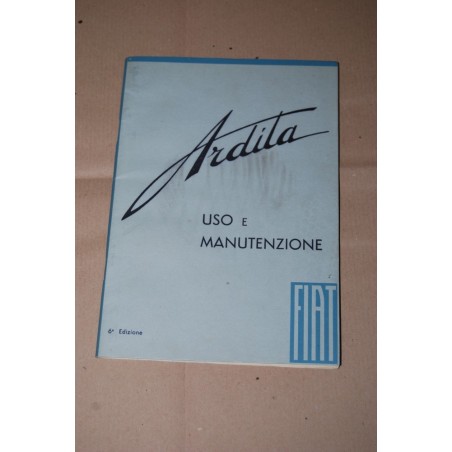 Ardita
USO E
MANUTENZIONE
FIAT
6ª Edizione